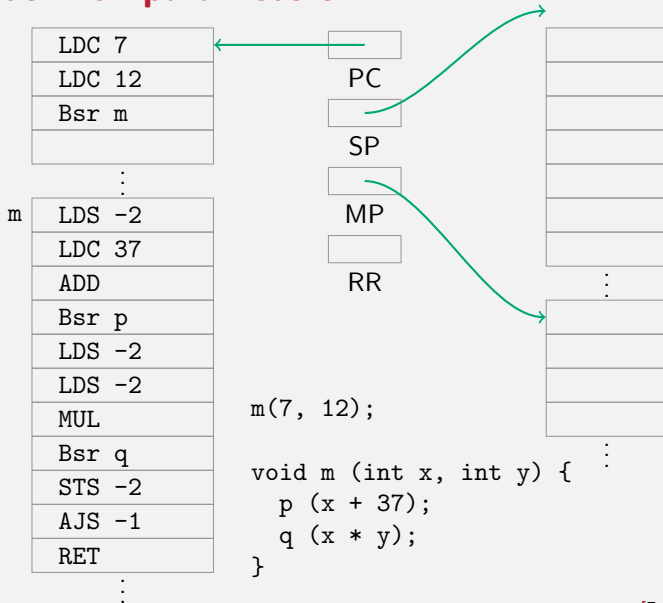 LDC 7
LDC 12
Bsr m
PC
SP
MP
RR
m
LDS -2
LDC 37
ADD
Bsr p
LDS -2
LDS -2
MUL
Bsr q
STS -2
AJS -1
RET
m(7, 12);
void m (int x, int y) {
p (x + 37);
q (x * y);
}